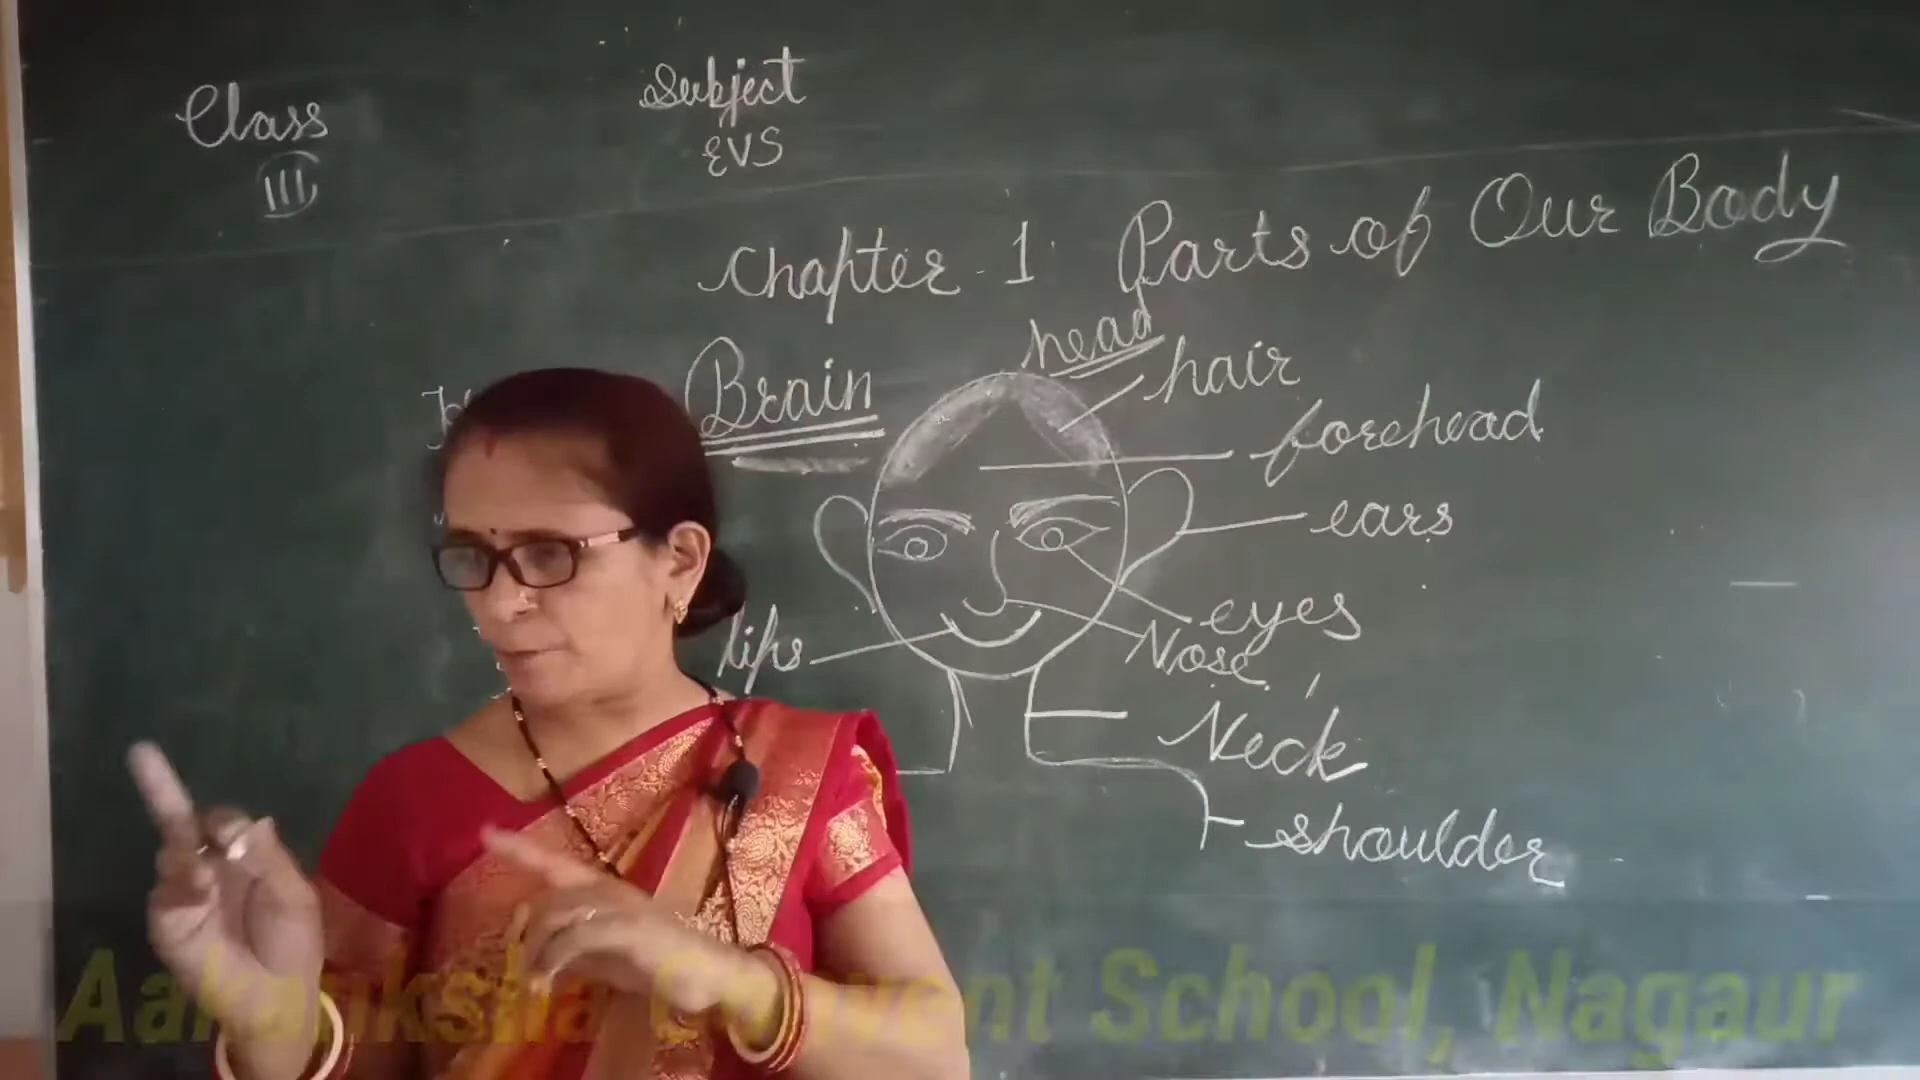 Class
III
Subject
EVS
Chapter - 1 Parts of Our Body
head
hair
Brain
forehead
ears
eyes
lips
Nose
Neck
shoulder
Aakanksha Convent School, Nagaur